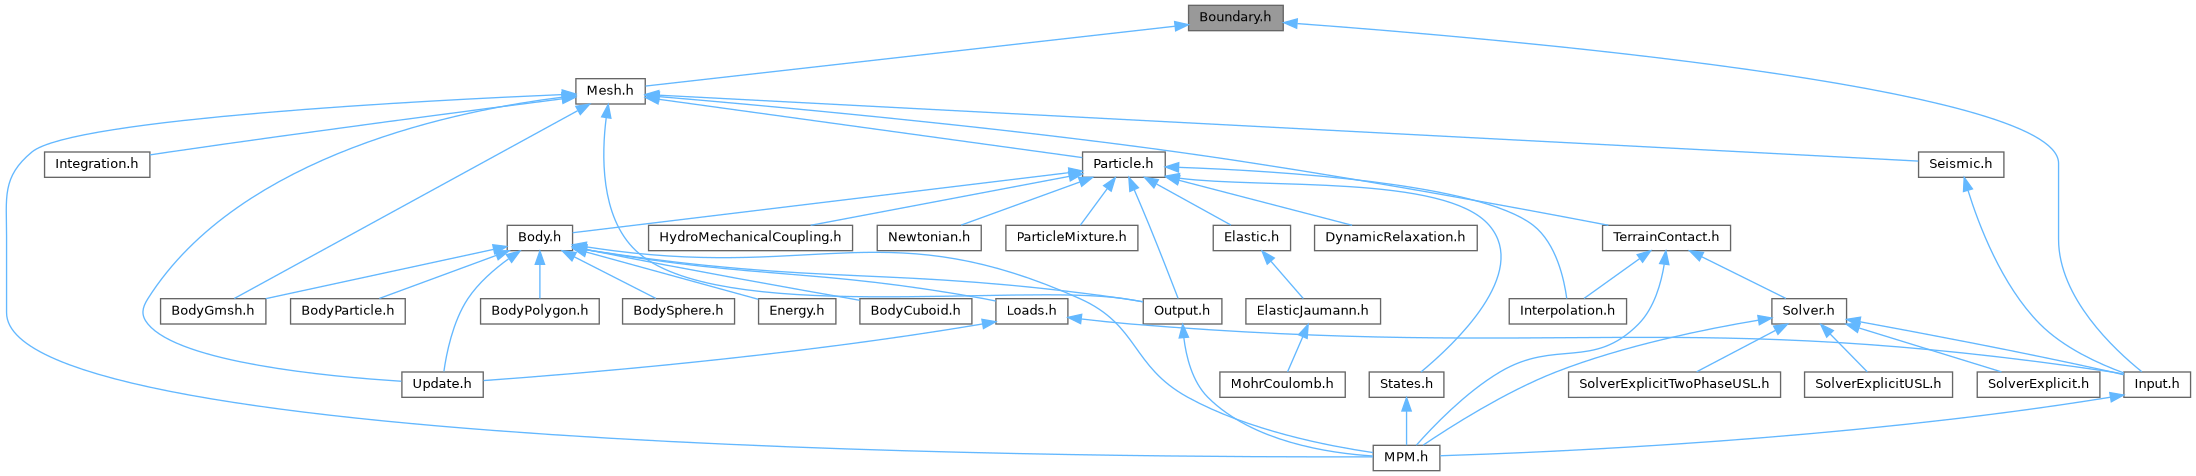 Boundary.h
Mesh.h
Integration.h
Particle.h
Seismic.h
Body.h
HydroMechanicalCoupling.h
Newtonian.h
ParticleMixture.h
Elastic.h
DynamicRelaxation.h
TerrainContact.h
BodyGmsh.h
BodyParticle.h
BodyPolygon.h
BodySphere.h
Energy.h
BodyCuboid.h
Loads.h
Output.h
ElasticJaumann.h
Interpolation.h
Solver.h
Update.h
MohrCoulomb.h
States.h
SolverExplicitTwoPhaseUSL.h
SolverExplicitUSL.h
SolverExplicit.h
Input.h
MPM.h